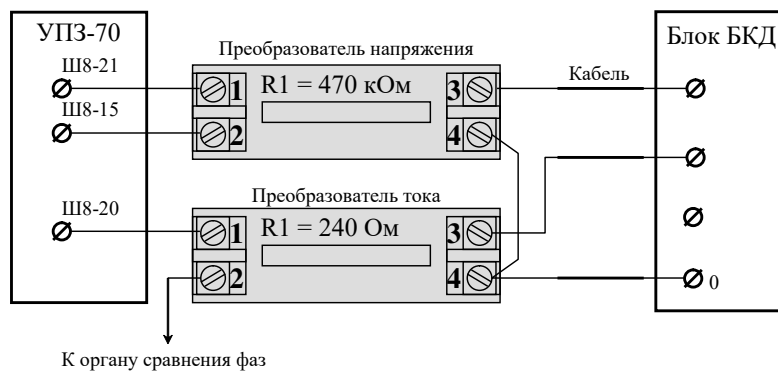 УПЗ-70
Блок БКД
Преобразователь напряжения
Ш8-21
1
R1 = 470 кОм
3
Кабель
Ш8-15
2
4
Преобразователь тока
Ш8-20
1
R1 = 240 Ом
3
2
4
0
К органу сравнения фаз